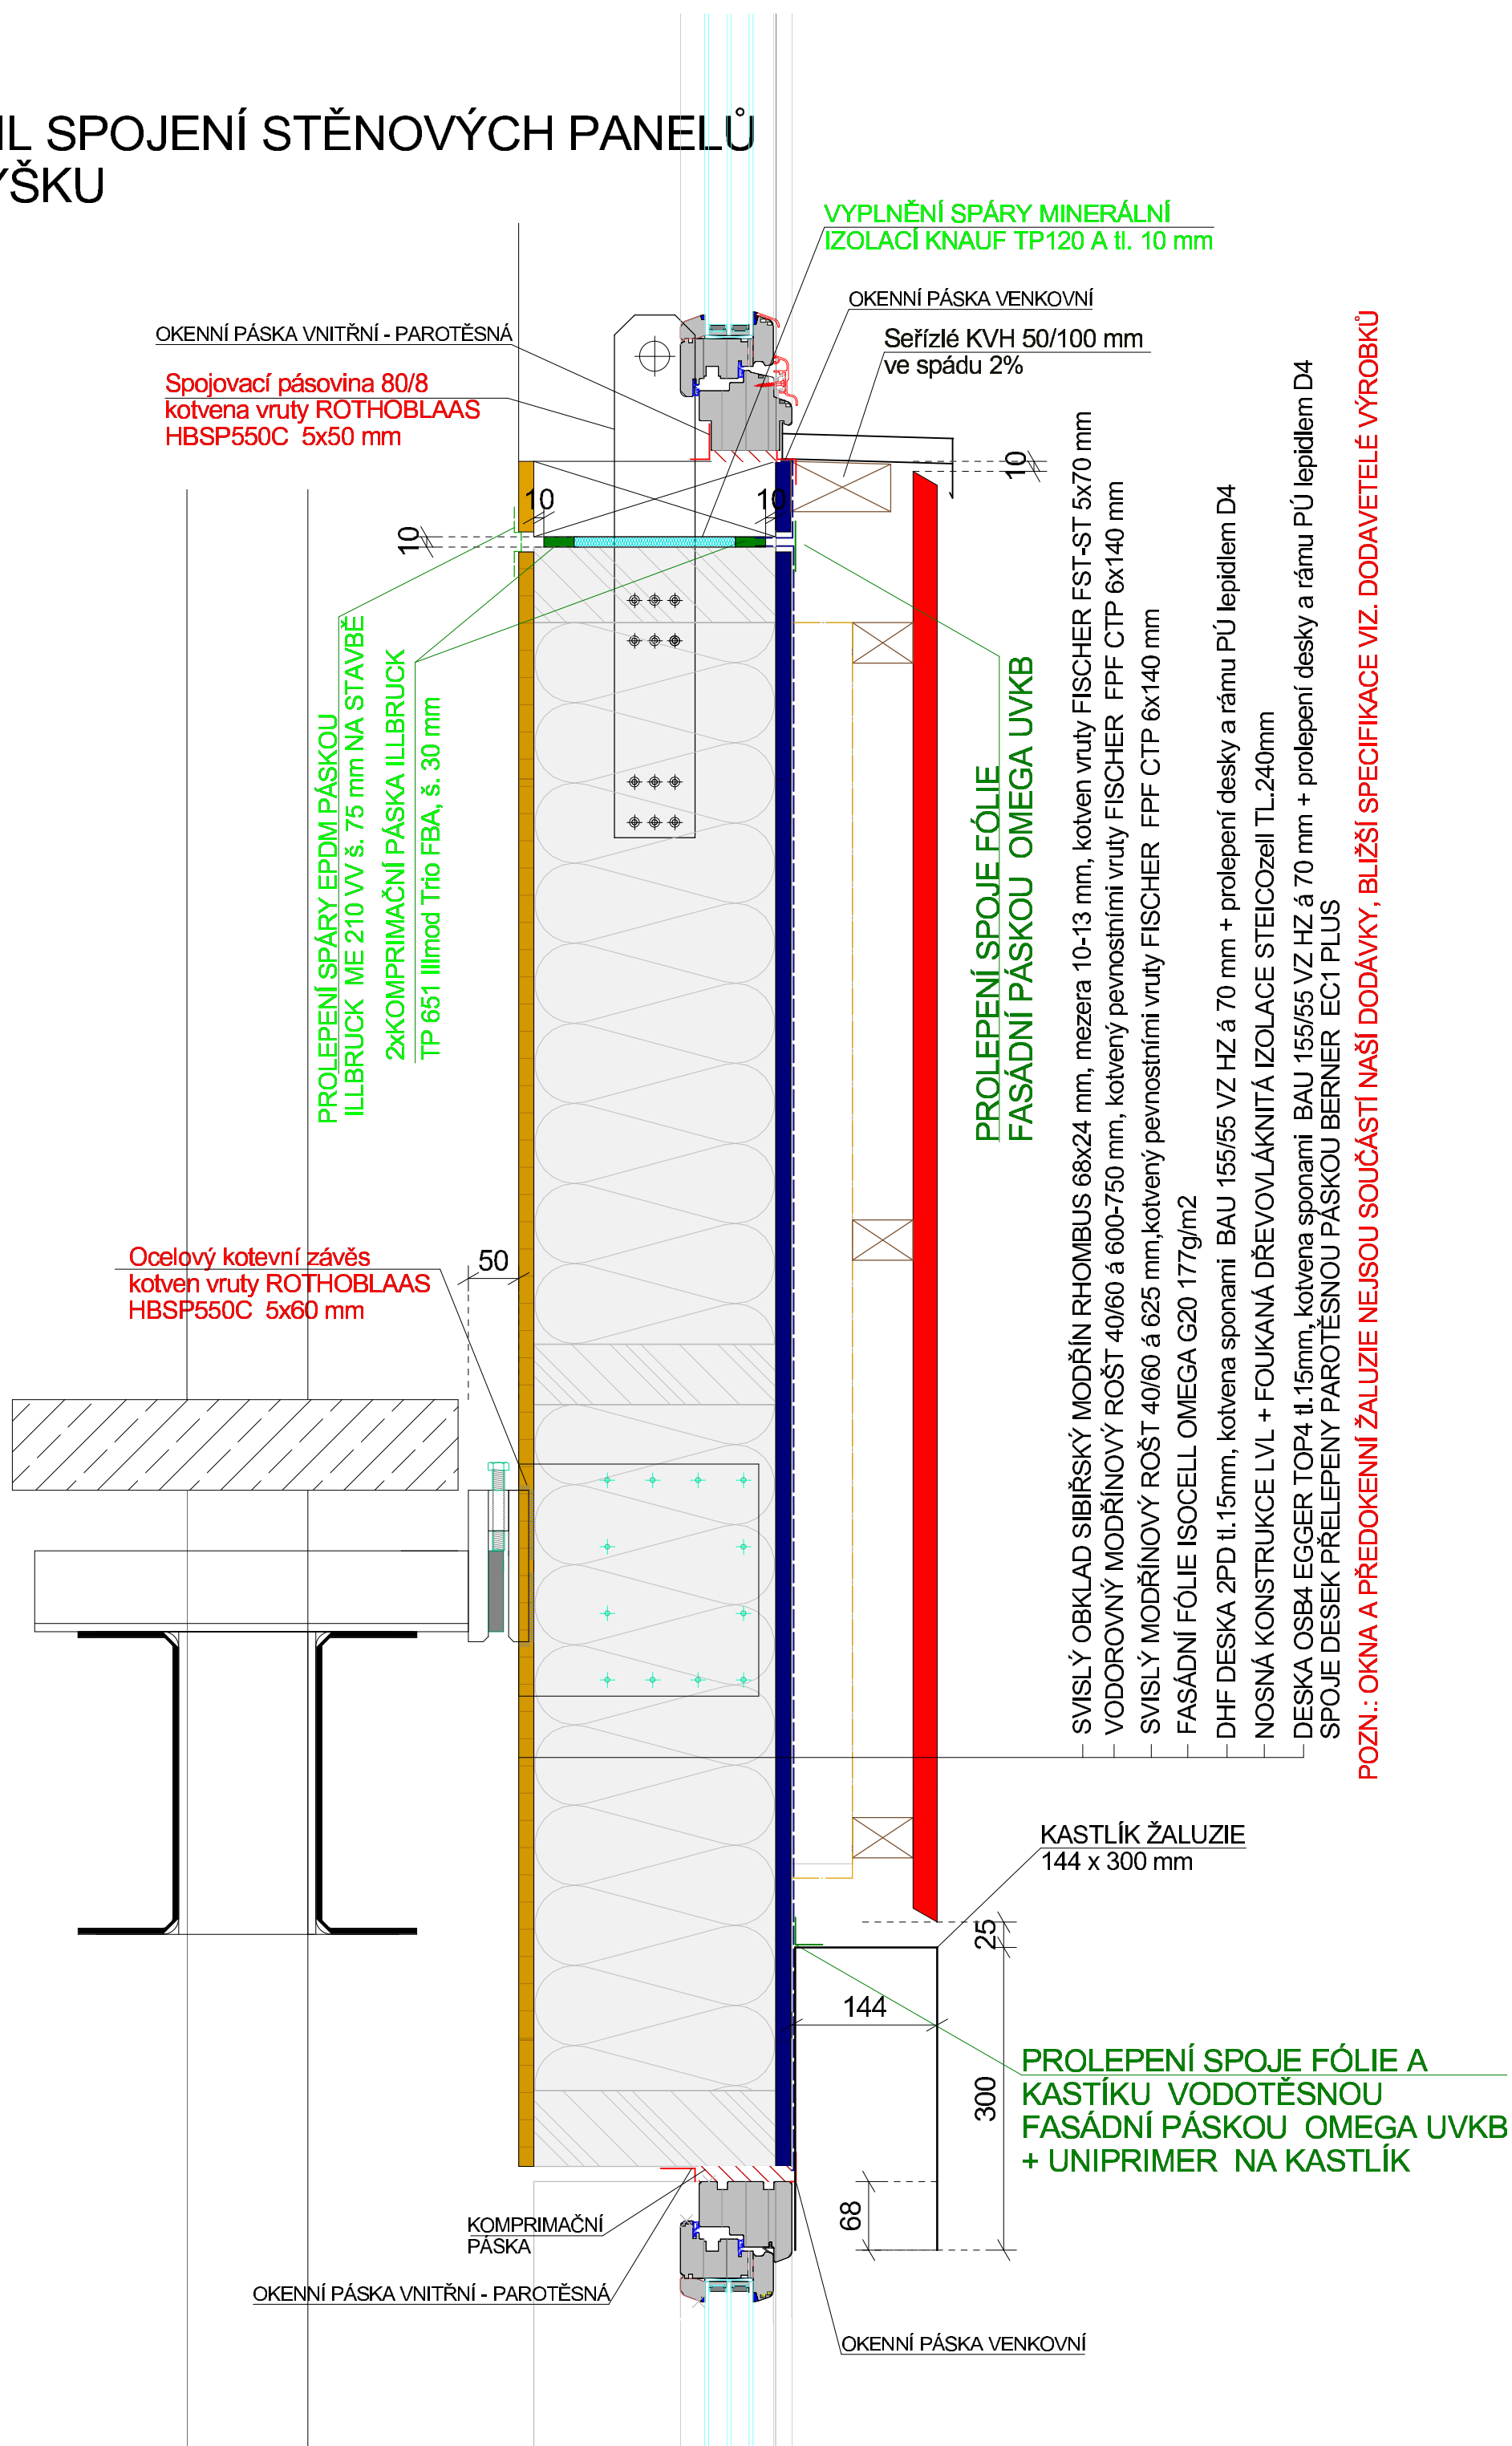 IL SPOJENÍ STĚNOVÝCH PANELŮ
YŠKU
VYPLNĚNÍ SPÁRY MINERÁLNÍ
IZOLACÍ KNAUF TP120 A tl. 10 mm
OKENNÍ PÁSKA VENKOVNÍ
Seřízlé KVH 50/100 mm
ve spádu 2%
OKENNÍ PÁSKA VNITŘNÍ - PAROTĚSNÁ
Spojovací pásovina 80/8
kotvena vruty ROTHOBLAAS
HBSP550C 5x50 mm
10
10
10
10
PROLEPENÍ SPÁRY EPDM PÁSKOU
ILLBRUCK ME 210 VV š. 75 mm NA STAVBĚ
2xKOMPRIMAČNÍ PÁSKA ILLBRUCK
TP 651 Illmod Trio FBA, š. 30 mm
PROLEPENÍ SPOJE FÓLIE
FASÁDNÍ PÁSKOU OMEGA UVKB
SVISLÝ OBKLAD SIBIŘSKÝ MODŘÍN RHOMBUS 68x24 mm, mezera 10-13 mm, kotven vruty FISCHER FST-ST 5x70 mm
VODOROVNÝ MODŘÍNOVÝ ROŠT 40/60 á 600-750 mm, kotvený pevnostními vruty FISCHER FPF CTP 6x140 mm
SVISLÝ MODŘÍNOVÝ ROŠT 40/60 á 625 mm,kotvený pevnostními vruty FISCHER FPF CTP 6x140 mm
FASÁDNÍ FÓLIE ISOCELL OMEGA G20 177g/m2
DHF DESKA 2PD tl.15mm, kotvena sponami BAU 155/55 VZ HZ á 70 mm + prolepení desky a rámu PÚ lepidlem D4
NOSNÁ KONSTRUKCE LVL + FOUKANÁ DŘEVOVLÁKNITÁ IZOLACE STEICOzell TL.240mm
DESKA OSB4 EGGER TOP4 tl.15mm, kotvena sponami BAU 155/55 VZ HZ á 70 mm + prolepení desky a rámu PÚ lepidlem D4
SPOJE DESEK PŘELEPENY PAROTĚSNOU PÁSKOU BERNER EC1 PLUS
POZN.: OKNA A PŘEDOKENNÍ ŽALUZIE NEJSOU SOUČÁSTÍ NAŠÍ DODÁVKY, BLIŽŠÍ SPECIFIKACE VIZ. DODAVETELÉ VÝROBKŮ
Ocelový kotevní závěs
kotven vruty ROTHOBLAAS
HBSP550C 5x60 mm
50
KASTLÍK ŽALUZIE
144 x 300 mm
25
144
300
68
PROLEPENÍ SPOJE FÓLIE A
KASTÍKU VODOTĚSNOU
FASÁDNÍ PÁSKOU OMEGA UVKB
+ UNIPRIMER NA KASTLÍK
KOMPRIMAČNÍ
PÁSKA
OKENNÍ PÁSKA VNITŘNÍ - PAROTĚSNÁ
OKENNÍ PÁSKA VENKOVNÍ